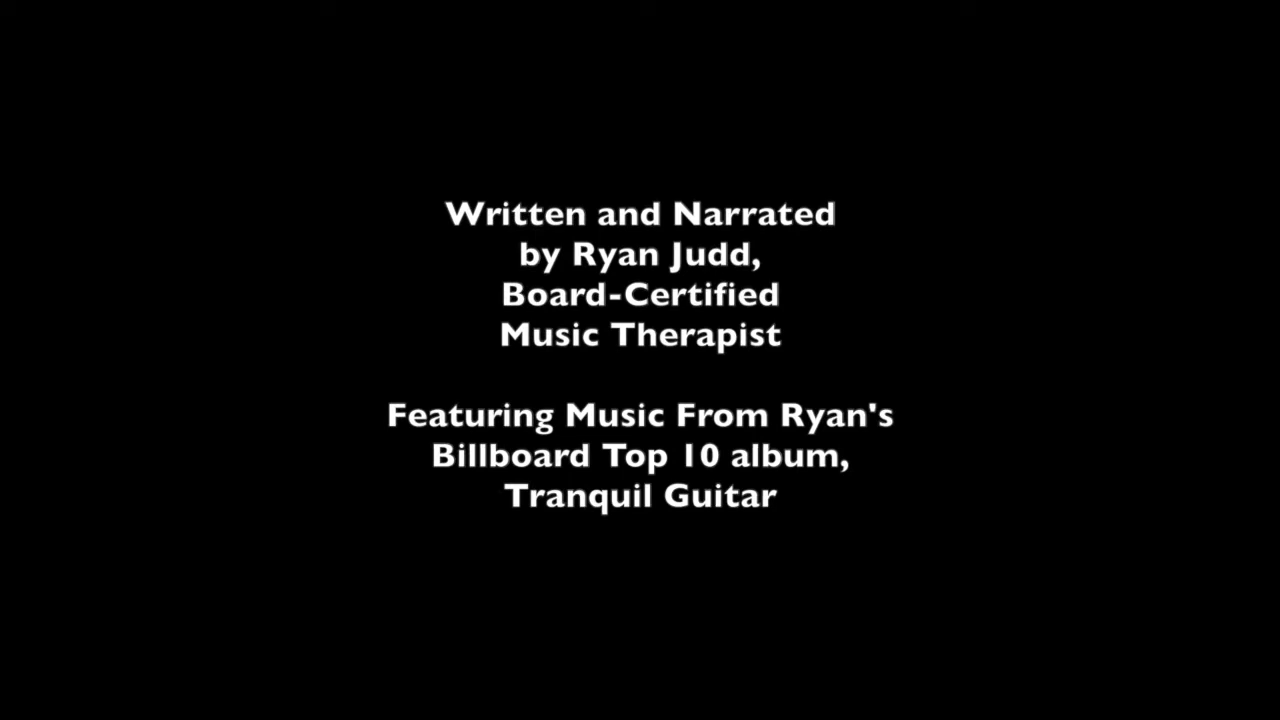 Written and Narrated
by Ryan Judd,
Board-Certified
Music Therapist
Featuring Music From Ryan's
Billboard Top 10 album,
Tranquil Guitar